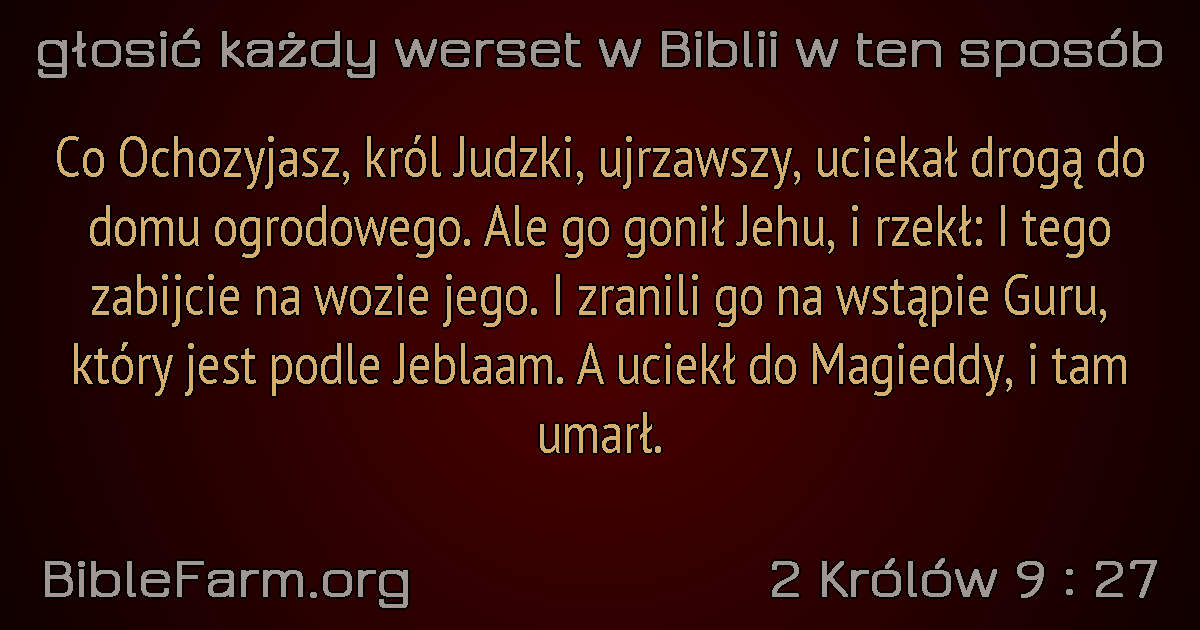 głosić każdy werset w Biblii w ten sposób
Co Ochozyjasz, król Judzki, ujrzawszy, uciekał drogą do
domu ogrodowego. Ale go gonił Jehu, i rzekł: I tego
zabijcie na wozie jego. I zranili go na wstąpie Guru,
który jest podle Jeblaam. A uciekł do Magieddy, i tam
umarł.
BibleFarm.org
2 Królów 9 : 27